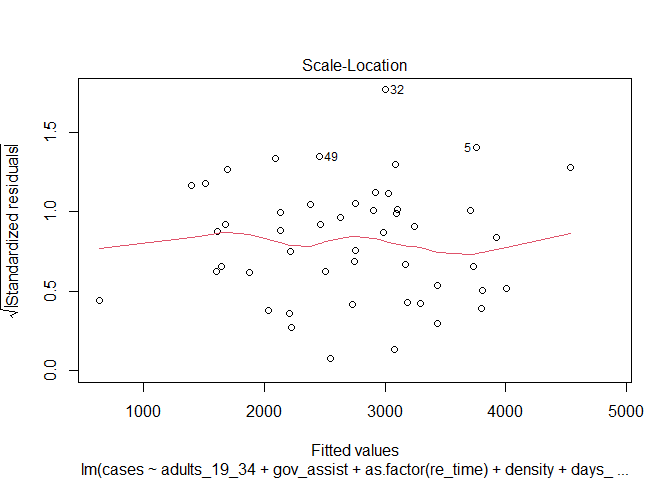 Scale-Location
√|Standardized residuals|
1.5
1.0
0.5
0.0
32
49
5
1000 2000 3000 4000 5000
Fitted values
lm(cases ~ adults_19_34 + gov_assist + as.factor(re_time) + density + days_ ...